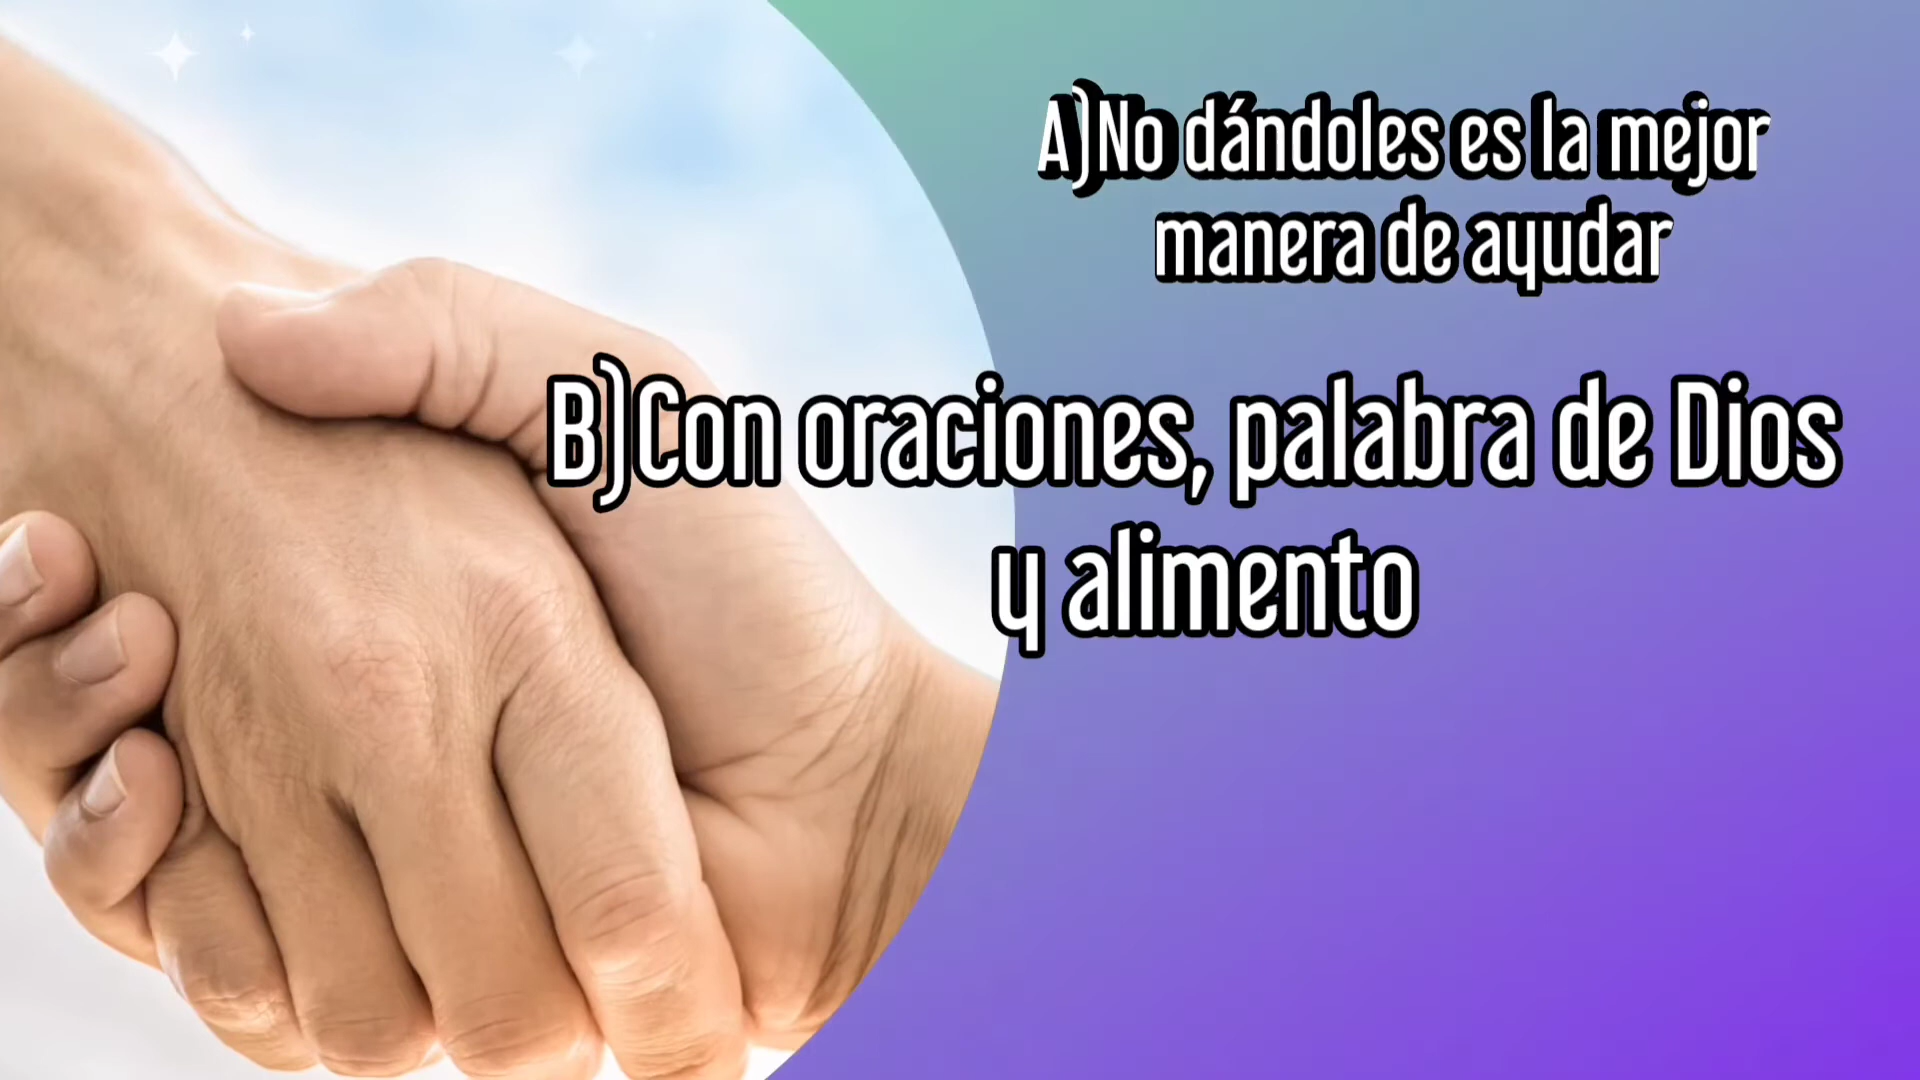 A)No dándoles es la mejor
manera de ayudar
B)Con oraciones, palabra de Dios
y alimento